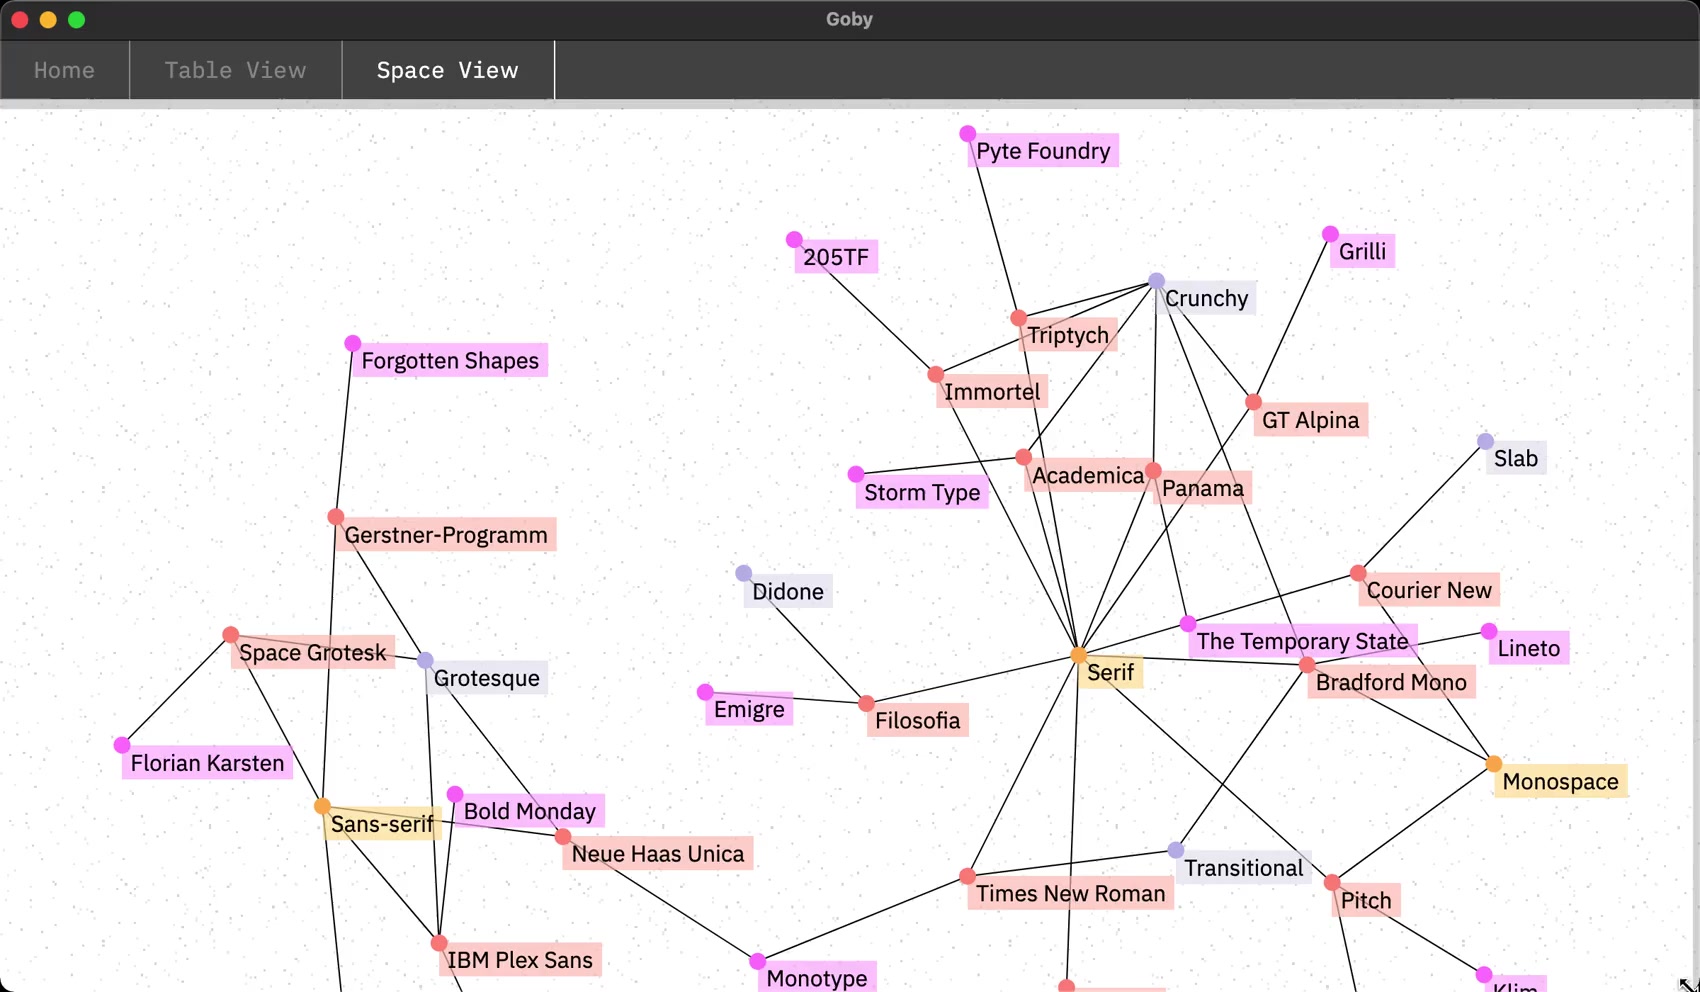 Goby
Home
Table View
Space View
Pyte Foundry
205TF
Grilli
Crunchy
Triptych
Forgotten Shapes
Immortel
GT Alpina
Slab
Academica
Panama
Storm Type
Gerstner-Programm
Didone
Courier New
The Temporary State
Lineto
Space Grotesk
Serif
Grotesque
Bradford Mono
Emigre
Filosofia
Florian Karsten
Monospace
Bold Monday
Sans-serif
Neue Haas Unica
Transitional
Times New Roman
Pitch
IBM Plex Sans
Monotype
Klim